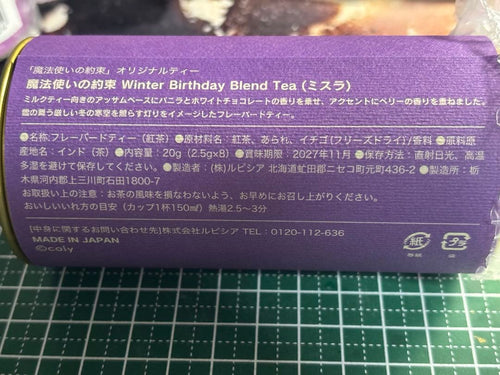 「魔法使いの約束」オリジナルティー
魔法使いの約束 Winter Birthday Blend Tea (ミスラ)
ミルクティー向きのアッサムベースにバニラとホワイトチョコレートの香りを乗せ、アクセントにベリーの香りを重ねました。
雪の舞う厳しい冬の寒空を照らす灯りをイメージしたフレーバードティー。
●名称:フレーバードティー(紅茶) ●原材料名:紅茶、あられ、イチゴ(フリーズドライ)/香料 ●原料原
産地名:インド(茶) ●内容量:20g (2.5g×8) ●賞味期限:2027年11月 ●保存方法:直射日光、高温
多湿を避けて保存してください。●製造者:(株)ルピシア 北海道虻田郡ニセコ町元町436-2 ●製造所:栃
木県河内郡上三川町石田1800-7
お取扱い上の注意:お茶の風味を損なわないよう、お早めにお召し上がりください。
おいしいいれ方の目安 (カップ1杯150㎖) 熱湯2.5〜3分
[中身に関するお問い合わせ先]株式会社ルピシア TEL:0120-112-636
MADE IN JAPAN
©coly
紙
プラ